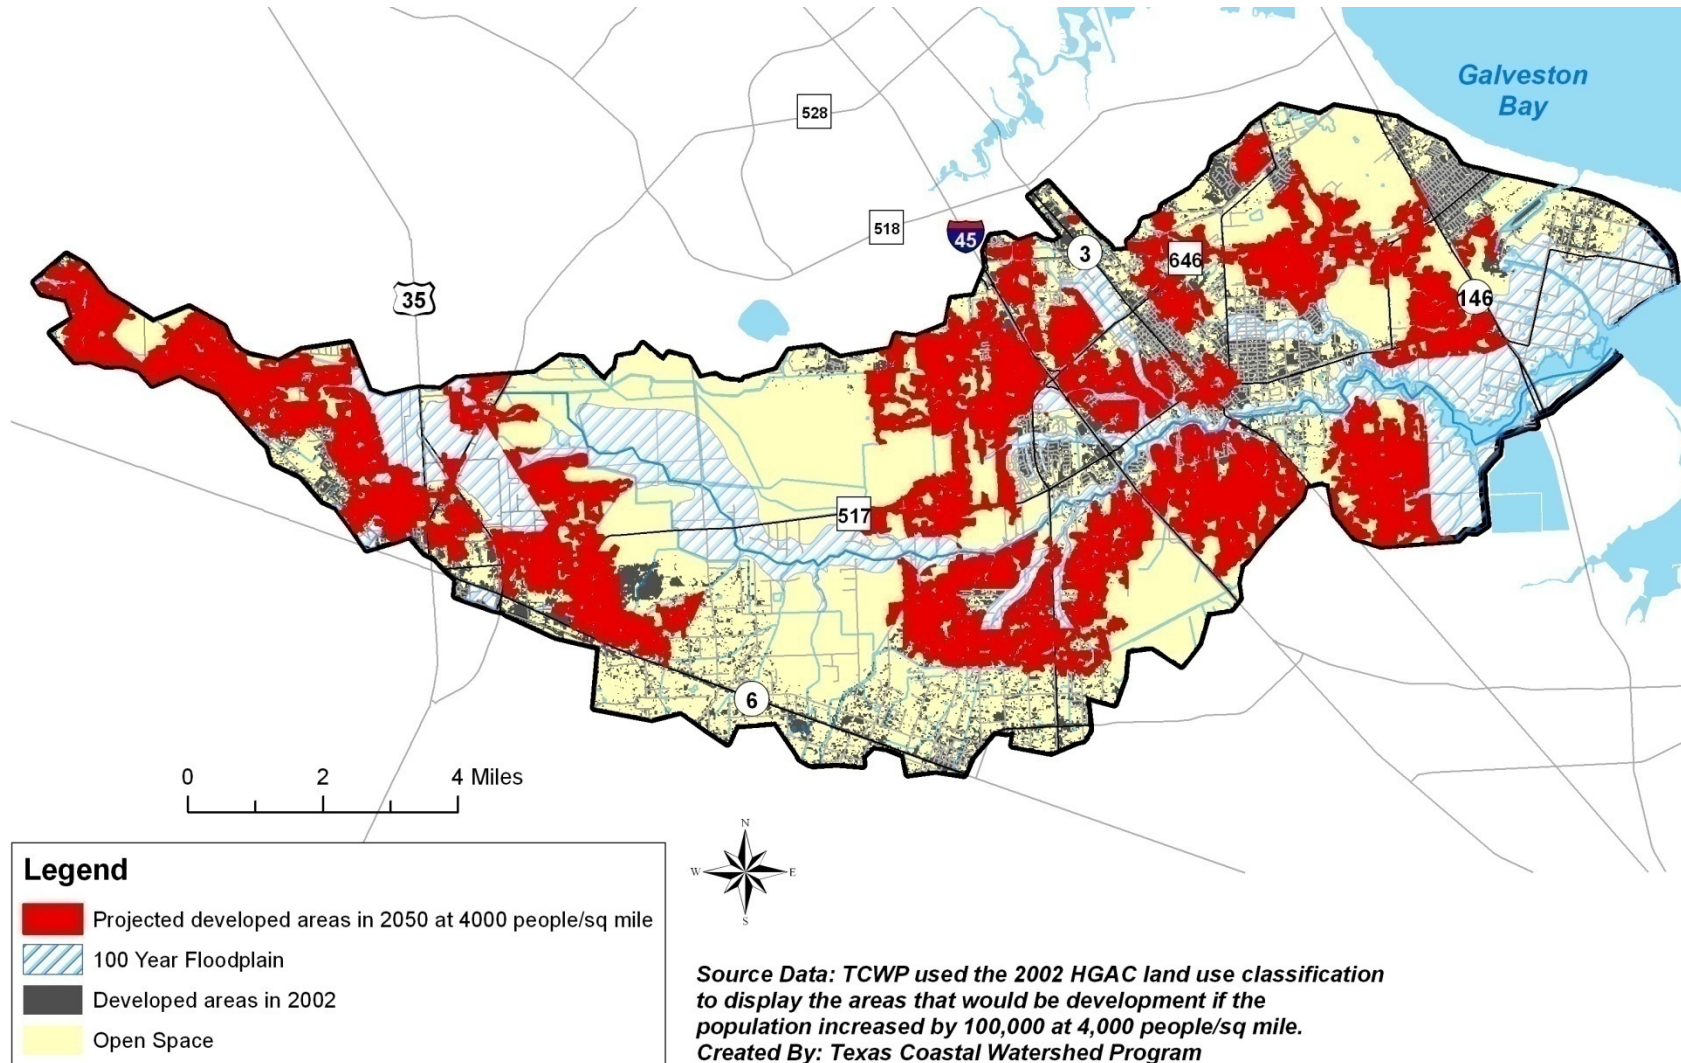 Galveston
Bay
528
518
45
3
646
35
146
517
6
0 2 4 Miles
N
W E
S
Legend
Projected developed areas in 2050 at 4000 people/sq mile
100 Year Floodplain
Developed areas in 2002
Open Space
Source Data: TCWP used the 2002 HGAC land use classification
to display the areas that would be development if the
population increased by 100,000 at 4,000 people/sq mile.
Created By: Texas Coastal Watershed Program